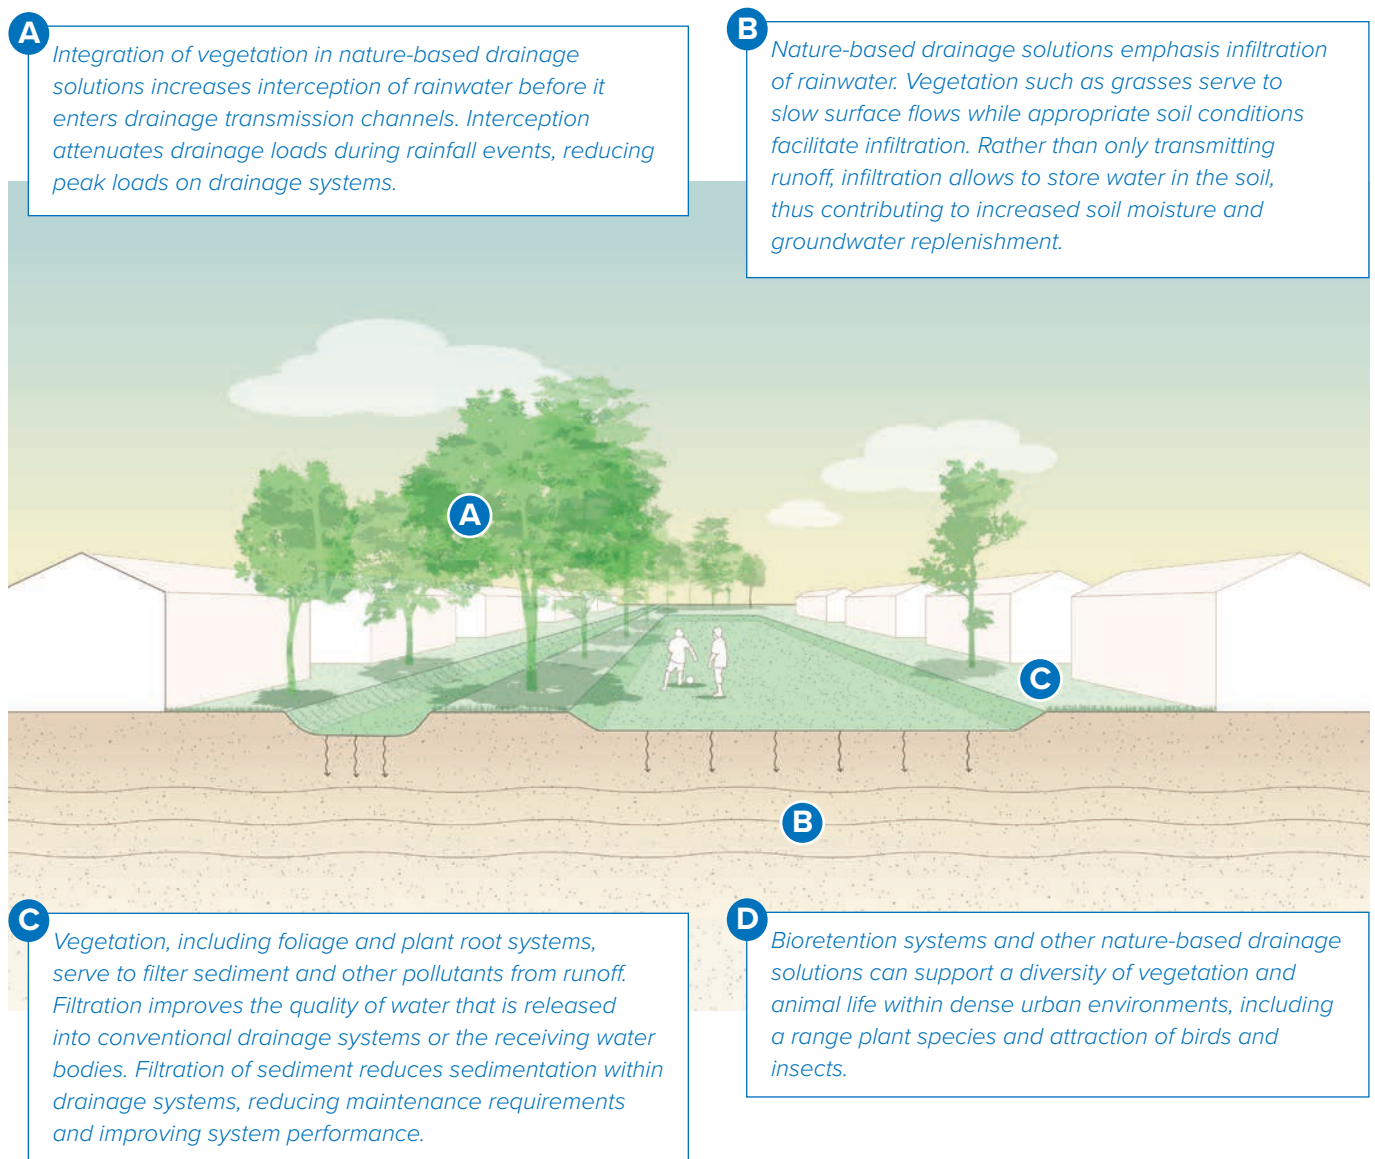 A
Integration of vegetation in nature-based drainage
solutions increases interception of rainwater before it
enters drainage transmission channels. Interception
attenuates drainage loads during rainfall events, reducing
peak loads on drainage systems.
B
Nature-based drainage solutions emphasis infiltration
of rainwater. Vegetation such as grasses serve to
slow surface flows while appropriate soil conditions
facilitate infiltration. Rather than only transmitting
runoff, infiltration allows to store water in the soil,
thus contributing to increased soil moisture and
groundwater replenishment.
A
C
B
C
Vegetation, including foliage and plant root systems,
serve to filter sediment and other pollutants from runoff.
Filtration improves the quality of water that is released
into conventional drainage systems or the receiving water
bodies. Filtration of sediment reduces sedimentation within
drainage systems, reducing maintenance requirements
and improving system performance.
D
Bioretention systems and other nature-based drainage
solutions can support a diversity of vegetation and
animal life within dense urban environments, including
a range plant species and attraction of birds and
insects.